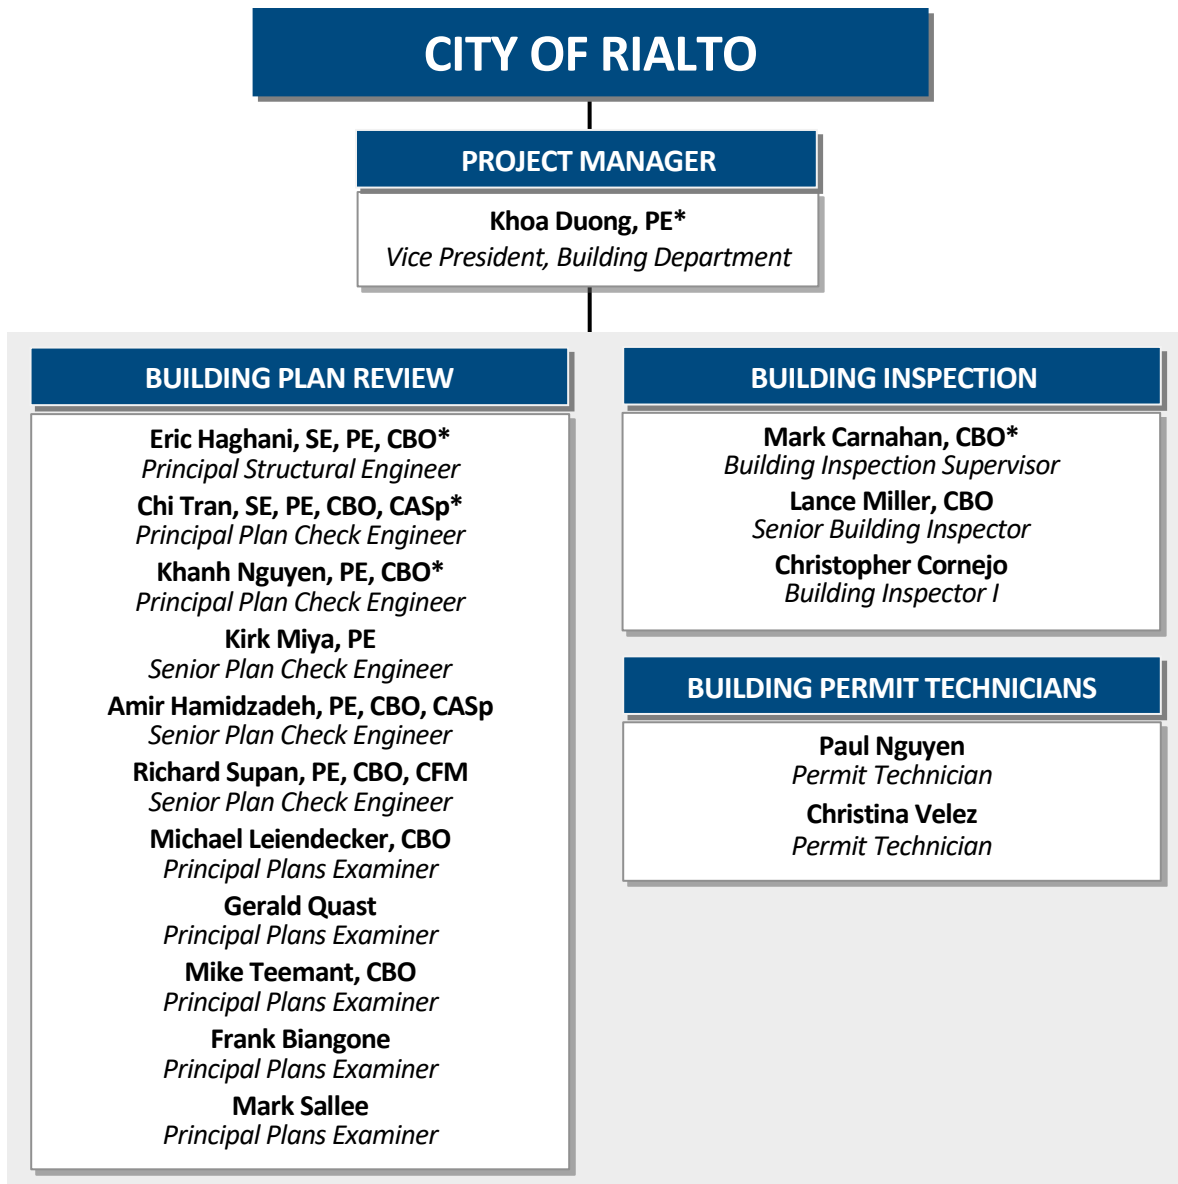 CITY OF RIALTO
PROJECT MANAGER
Khoa Duong, PE*
Vice President, Building Department
BUILDING PLAN REVIEW
Eric Haghani, SE, PE, CBO*
Principal Structural Engineer
Chi Tran, SE, PE, CBO, CASp*
Principal Plan Check Engineer
Khanh Nguyen, PE, CBO*
Principal Plan Check Engineer
Kirk Miya, PE
Senior Plan Check Engineer
Amir Hamidzadeh, PE, CBO, CASp
Senior Plan Check Engineer
Richard Supan, PE, CBO, CFM
Senior Plan Check Engineer
Michael Leiendecker, CBO
Principal Plans Examiner
Gerald Quast
Principal Plans Examiner
Mike Teemant, CBO
Principal Plans Examiner
Frank Biangone
Principal Plans Examiner
Mark Sallee
Principal Plans Examiner
BUILDING INSPECTION
Mark Carnahan, CBO*
Building Inspection Supervisor
Lance Miller, CBO
Senior Building Inspector
Christopher Cornejo
Building Inspector I
BUILDING PERMIT TECHNICIANS
Paul Nguyen
Permit Technician
Christina Velez
Permit Technician